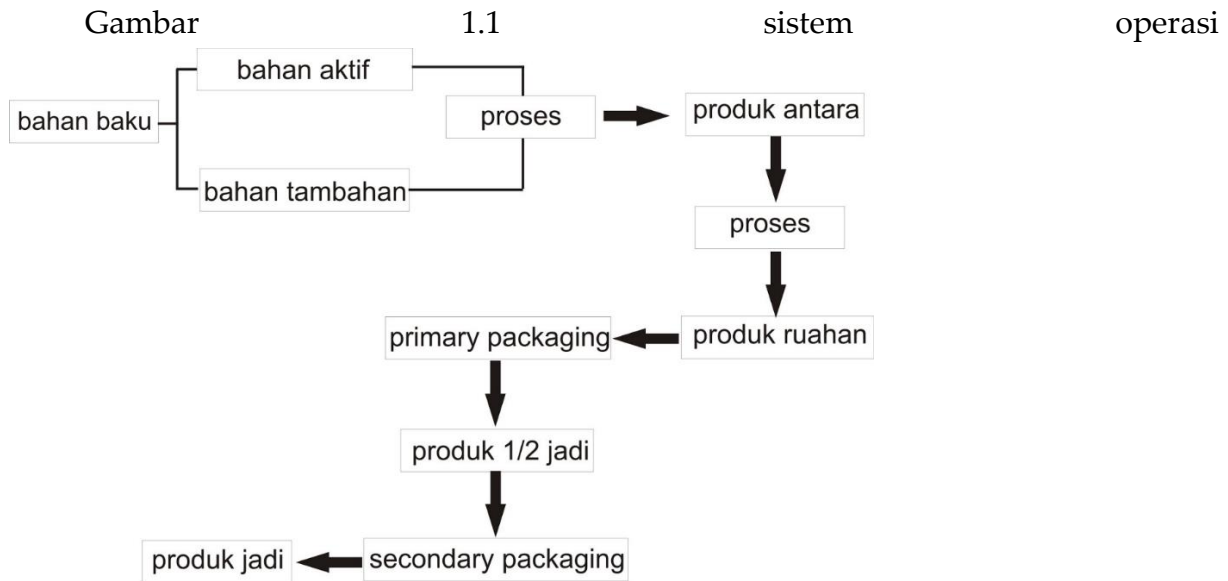 Gambar 1.1 sistem operasi
bahan aktif
bahan baku
proses
produk antara
bahan tambahan
proses
primary packaging
produk ruahan
produk 1/2 jadi
produk jadi
secondary packaging